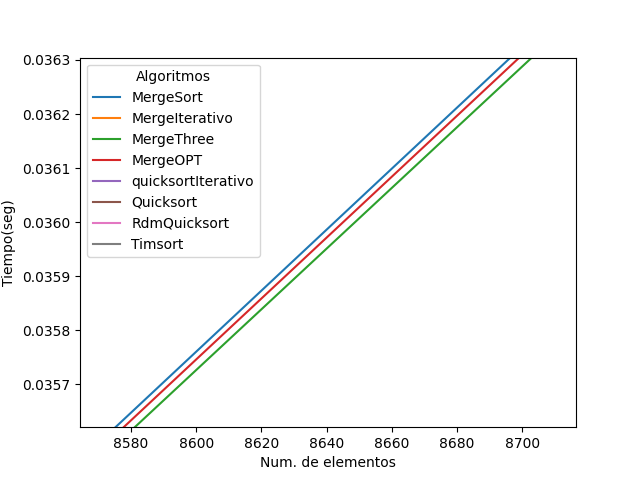 0.0363
0.0362
0.0361
0.0360
0.0359
0.0358
0.0357
Tiempo(seg)
Algoritmos
MergeSort
MergeIterativo
MergeThree
MergeOPT
quicksortIterativo
Quicksort
RdmQuicksort
Timsort
8580 8600 8620 8640 8660 8680 8700
Num. de elementos